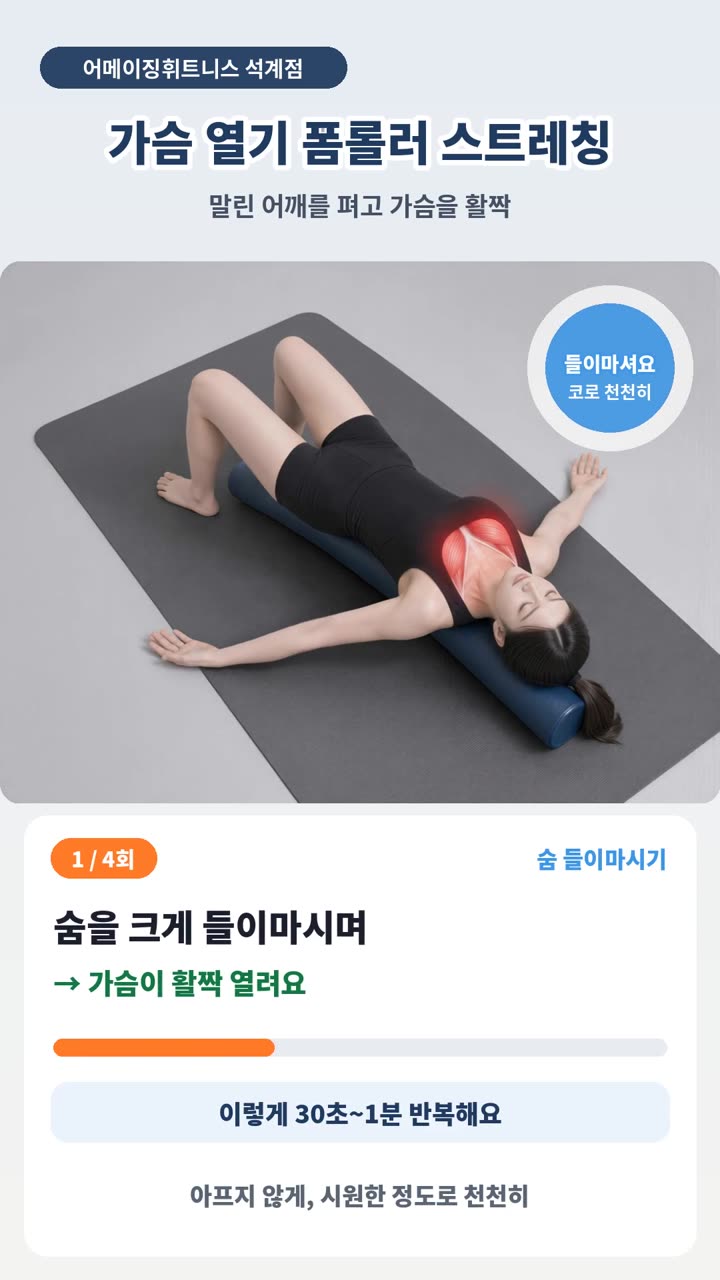 어메이징휘트니스 석계점
가슴 열기 폼롤러 스트레칭
말린 어깨를 펴고 가슴을 활짝
들이마셔요
코로 천천히
1 / 4회
숨 들이마시기
숨을 크게 들이마시며
→ 가슴이 활짝 열려요
이렇게 30초~1분 반복해요
아프지 않게, 시원한 정도로 천천히